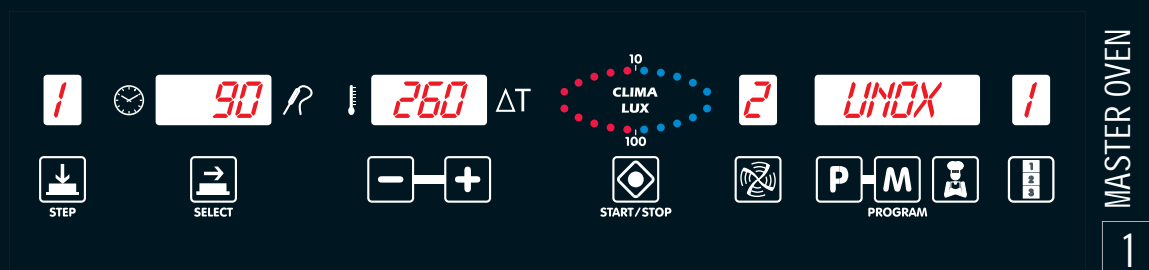 1
90
260
ΔT
10
CLIMA
LUX
100
2
UNOX
1
STEP
SELECT
START/STOP
P M
PROGRAM
1
2
3
MASTER OVEN
1